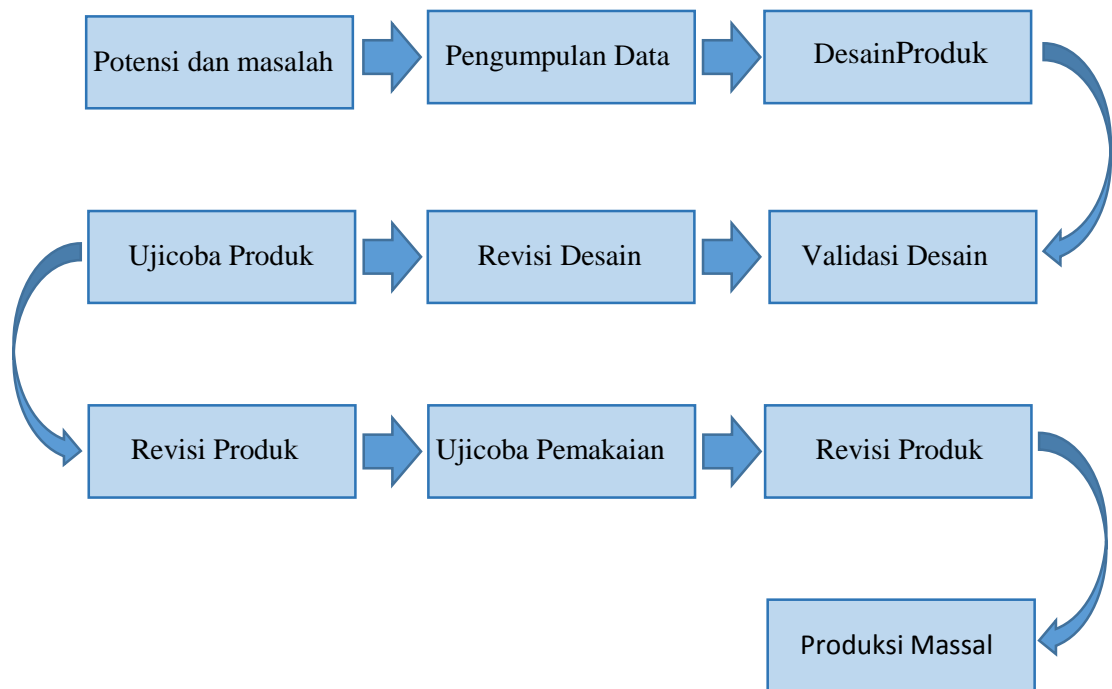 Potensi dan masalah
Pengumpulan Data
DesainProduk
Ujicoba Produk
Revisi Desain
Validasi Desain
Revisi Produk
Ujicoba Pemakaian
Revisi Produk
Produksi Massal